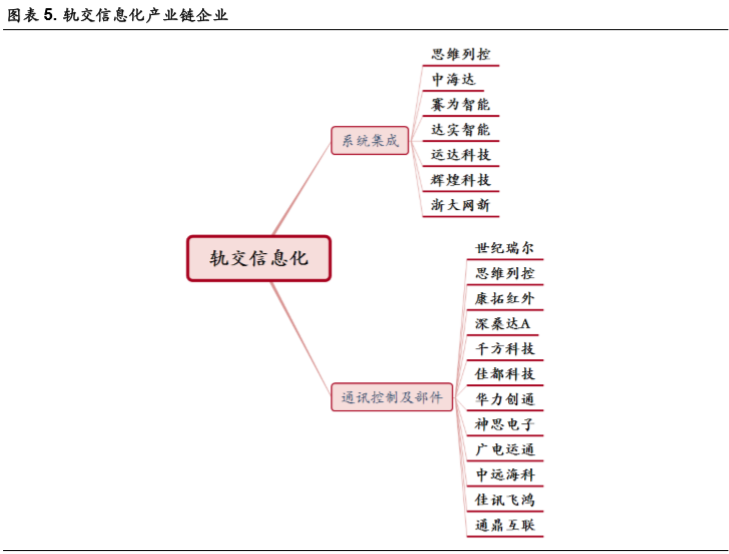 图表 5. 轨交信息化产业链企业
思维列控
中海达
赛为智能
系统集成
达实智能
运达科技
辉煌科技
浙大网新
轨交信息化
世纪瑞尔
思维列控
康拓红外
深桑达A
千方科技
佳都科技
通讯控制及部件
华力创通
神思电子
广电运通
中远海科
佳讯飞鸿
通鼎互联